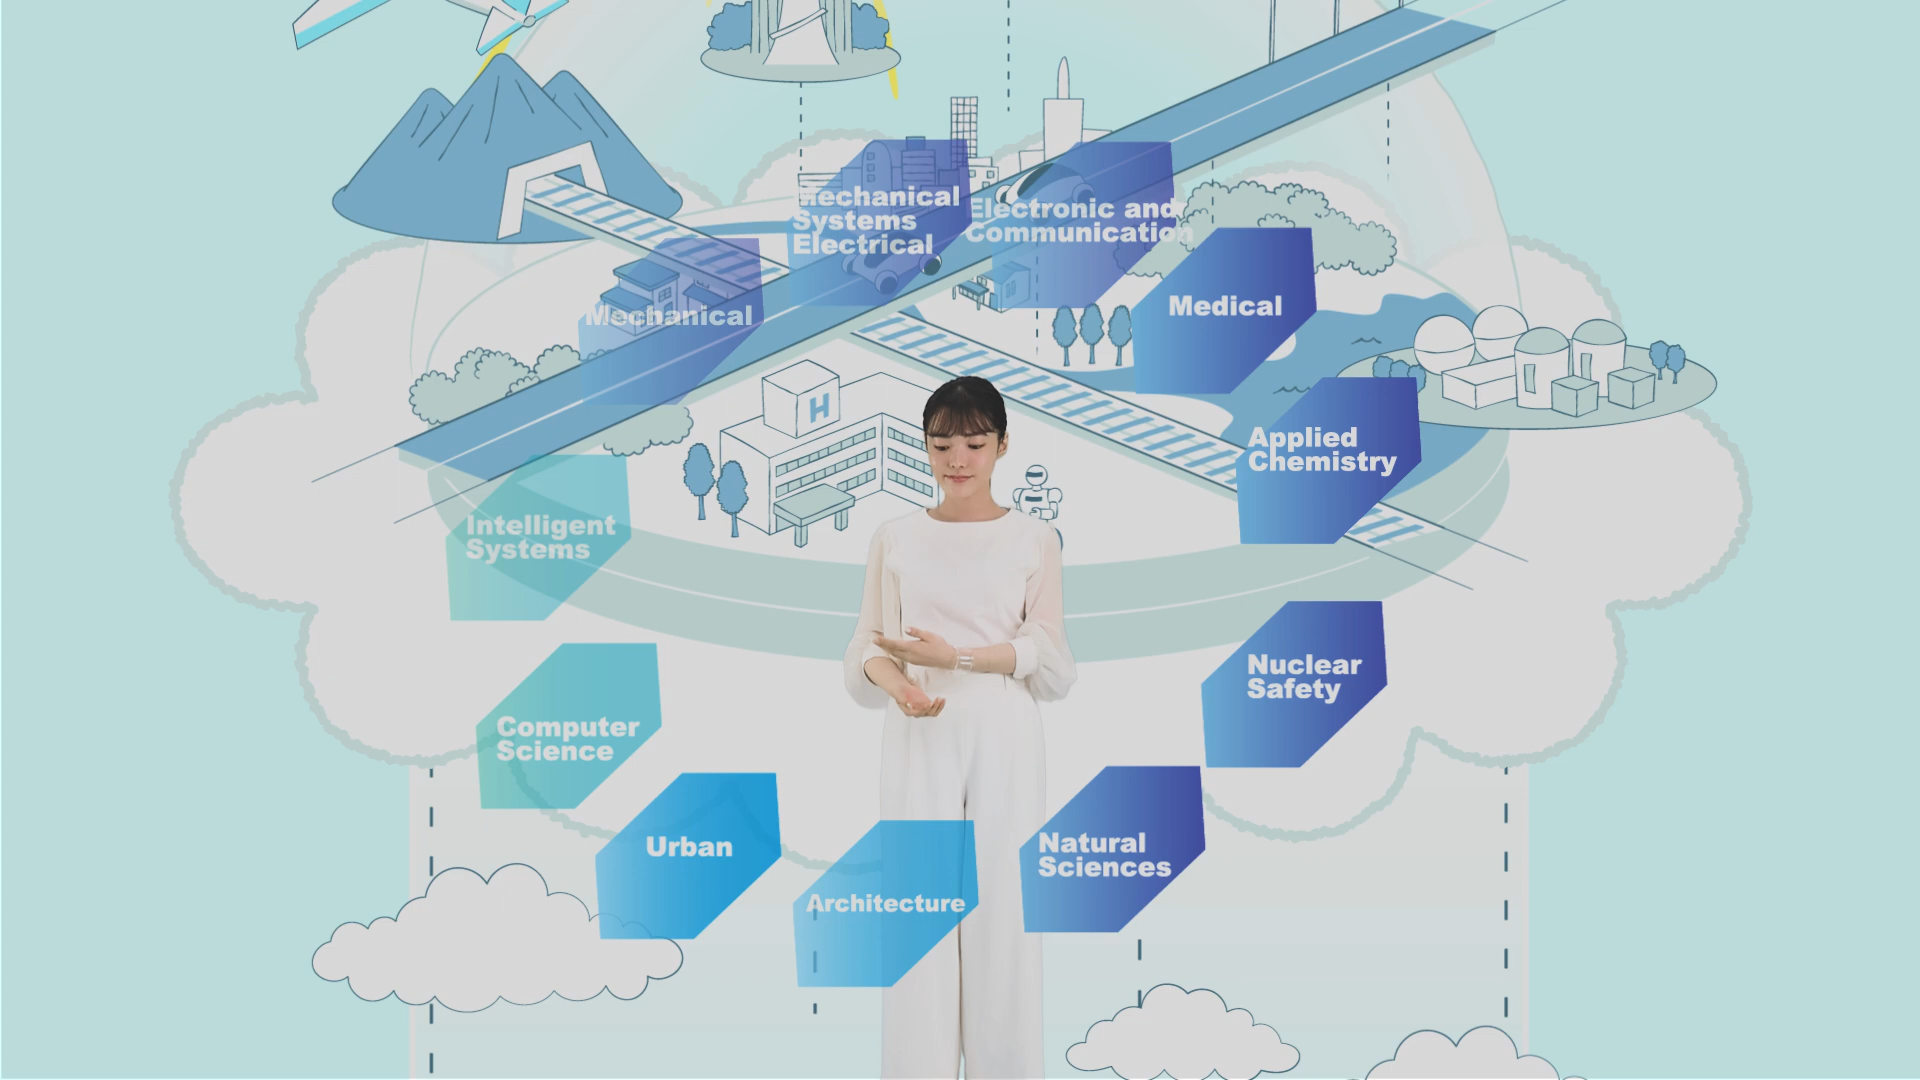 Mechanical
Systems
Electrical
Electronic and
Communication
Mechanical
Medical
Applied
Chemistry
H
Intelligent
Systems
Nuclear
Safety
Computer
Science
Urban
Natural
Sciences
Architecture